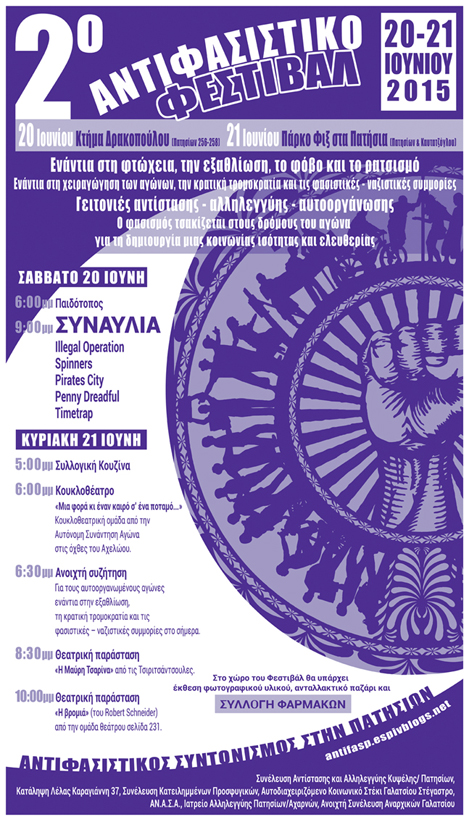 2ο ΑΝΤΙΦΑΣΙΣΤΙΚΟ
ΦΕΣΤΙΒΑΛ
20-21
ΙΟΥΝΙΟΥ
2015
20 Ιουνίου Κτήμα Δρακοπούλου (Πατησίων 256-258) 21 Ιουνίου Πάρκο Φιξ στα Πατήσια (Πατησίων & Καυταντζόγλου)
Ενάντια στη φτώχεια, την εξαθλίωση, το φόβο και το ρατσισμό
Ενάντια στη χειραγώγηση των αγώνων, την κρατική τρομοκρατία και τις φασιστικές - ναζιστικές συμμορίες
Γειτονιές αντίστασης - αλληλεγγύης - αυτοοργάνωσης
Ο φασισμός τσακίζεται στους δρόμους του αγώνα
για τη δημιουργία μιας κοινωνίας ισότητας και ελευθερίας
ΣΑΒΒΑΤΟ 20 ΙΟΥΝΗ
6:00μμ Παιδότοπος
9:00μμ ΣΥΝΑΥΛΙΑ
Illegal Operation
Spinners
Pirates City
Penny Dreadful
Timetrap
ΚΥΡΙΑΚΗ 21 ΙΟΥΝΗ
5:00μμ Συλλογική Κουζίνα
6:00μμ Κουκλοθέατρο
«Μια φορά κι έναν καιρό σ' ένα ποταμό...»
Κουκλοθεατρική ομάδα από την
Αυτόνομη Συνάντηση Αγώνα
στις όχθες του Αχελώου.
6:30μμ Ανοιχτή συζήτηση
Για τους αυτοοργανωμένους αγώνες
ενάντια στην εξαθλίωση,
τη κρατική τρομοκρατία και τις
φασιστικές – ναζιστικές συμμορίες στο σήμερα.
8:30μμ Θεατρική παράσταση
«Η Μαύρη Τσαρίνα» από τις Τσιριτσάντσουλες.
10:00μμ Θεατρική παράσταση
«Η βρομιά» (του Robert Schneider)
από την ομάδα θεάτρου σελίδα 231.
Στο χώρο του Φεστιβάλ θα υπάρχει
έκθεση φωτογραφικού υλικού, ανταλλακτικό παζάρι και
ΣΥΛΛΟΓΗ ΦΑΡΜΑΚΩΝ
ΑΝΤΙΦΑΣΙΣΤΙΚΟΣ ΣΥΝΤΟΝΙΣΜΟΣ ΣΤΗΝ ΠΑΤΗΣΙΩΝ
antifasp.espivblogs.net
Συνέλευση Αντίστασης και Αλληλεγγύης Κυψέλης/ Πατησίων,
Κατάληψη Λέλας Καραγιάννη 37, Συνέλευση Κατειλημμένων Προσφυγικών, Αυτοδιαχειριζόμενο Κοινωνικό Στέκι Γαλατσίου Στέγαστρο,
ΑΝ.Α.Σ.Α., Ιατρείο Αλληλεγγύης Πατησίων/Αχαρνών, Ανοιχτή Συνέλευση Αναρχικών Γαλατσίου